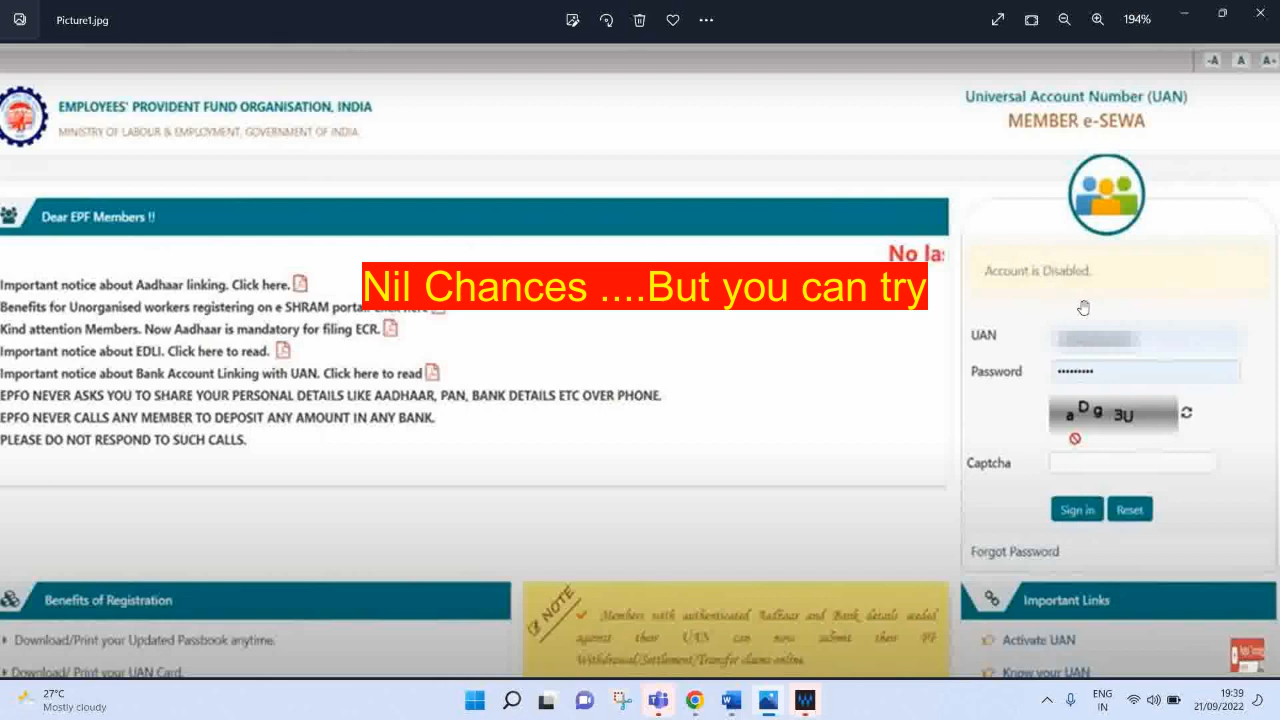 Picture1.jpg
194%
-A A A+
EMPLOYEES' PROVIDENT FUND ORGANISATION, INDIA
MINISTRY OF LABOUR & EMPLOYMENT, GOVERNMENT OF INDIA
Universal Account Number (UAN)
MEMBER e-SEWA
Dear EPF Members !!
No la
Important notice about Aadhaar linking. Click here.
Nil Chances ....But you can try
Benefits for Unorganised workers registering on e SHRAM
Kind attention Members. Now Aadhaar is mandatory for filing ECR.
Important notice about EDLI. Click here to read.
Important notice about Bank Account Linking with UAN. Click here to read
EPFO NEVER ASKS YOU TO SHARE YOUR PERSONAL DETAILS LIKE AADHAAR, PAN, BANK DETAILS ETC OVER PHONE.
EPFO NEVER CALLS ANY MEMBER TO DEPOSIT ANY AMOUNT IN ANY BANK.
PLEASE DO NOT RESPOND TO SUCH CALLS.
Account is Disabled.
UAN
Password •••••••••
a D g 3U
Captcha
Sign in Reset
Forgot Password
Benefits of Registration
Download/Print your Updated Passbook anytime.
Download/ Print your UAN Card.
NOTE
Members with authenticated Aadhaar and Bank details seeded
against their UAN can now submit their PF
Withdrawal/Settlement/Transfer claims online.
Important Links
Activate UAN
Know your UAN
27°C
Mostly cloudy
ENG
IN
19:39
21/09/2022